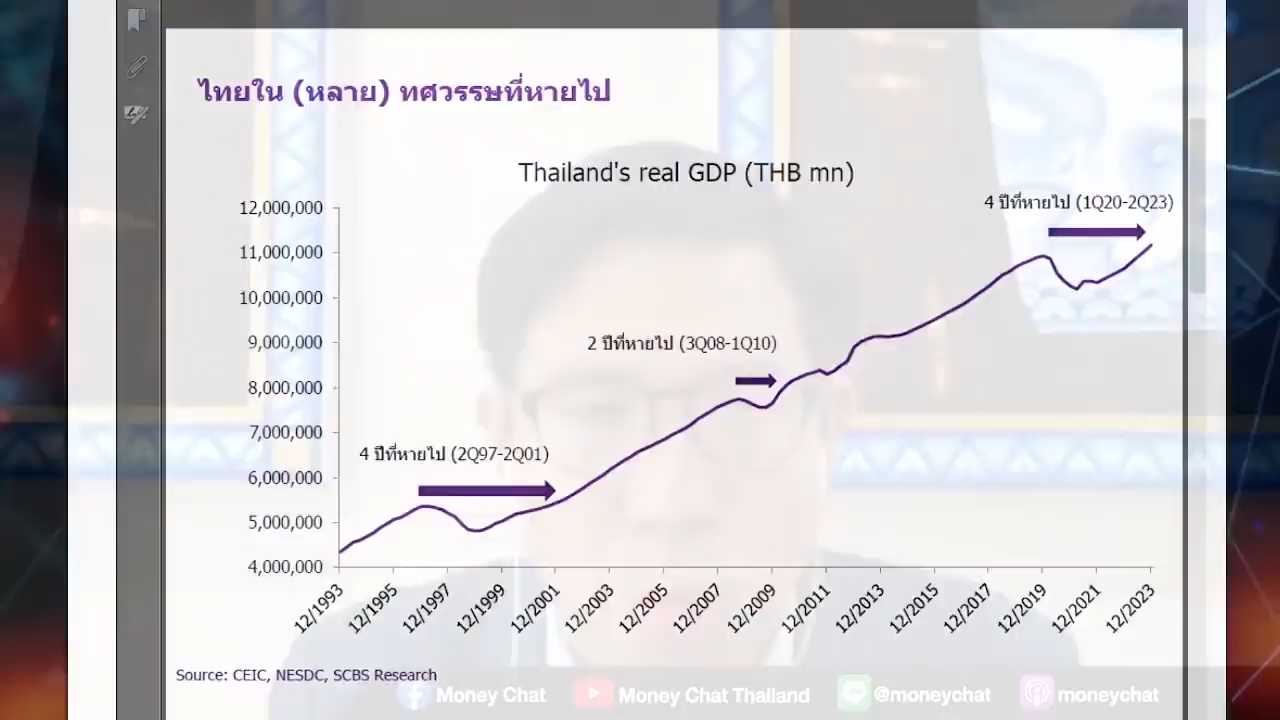 ไทยใน (หลาย) ทศวรรษที่หายไป
Thailand's real GDP (THB mn)
4 ปีที่หายไป (1Q20-2Q23)
2 ปีที่หายไป (3Q08-1Q10)
4 ปีที่หายไป (2Q97-2Q01)
12,000,000
11,000,000
10,000,000
9,000,000
8,000,000
7,000,000
6,000,000
5,000,000
4,000,000
12/1993
12/1995
12/1997
12/1999
12/2001
12/2003
12/2005
12/2007
12/2009
12/2011
12/2013
12/2015
12/2017
12/2019
12/2021
12/2023
Source: CEIC, NESDC, SCBS Research
Money Chat
Money Chat Thailand
@moneychat
moneychat